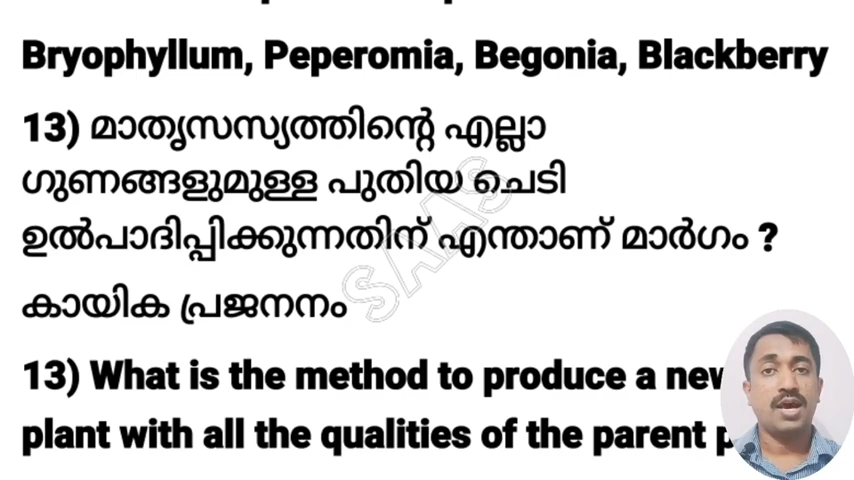 Bryophyllum, Peperomia, Begonia, Blackberry
13) മാതൃസസ്യത്തിന്റെ എല്ലാ
ഗുണങ്ങളുമുള്ള പുതിയ ചെടി
ഉൽപാദിപ്പിക്കുന്നതിന് എന്താണ് മാർഗം ?
കായിക പ്രജനനം
13) What is the method to produce a new
plant with all the qualities of the parent
SAAS